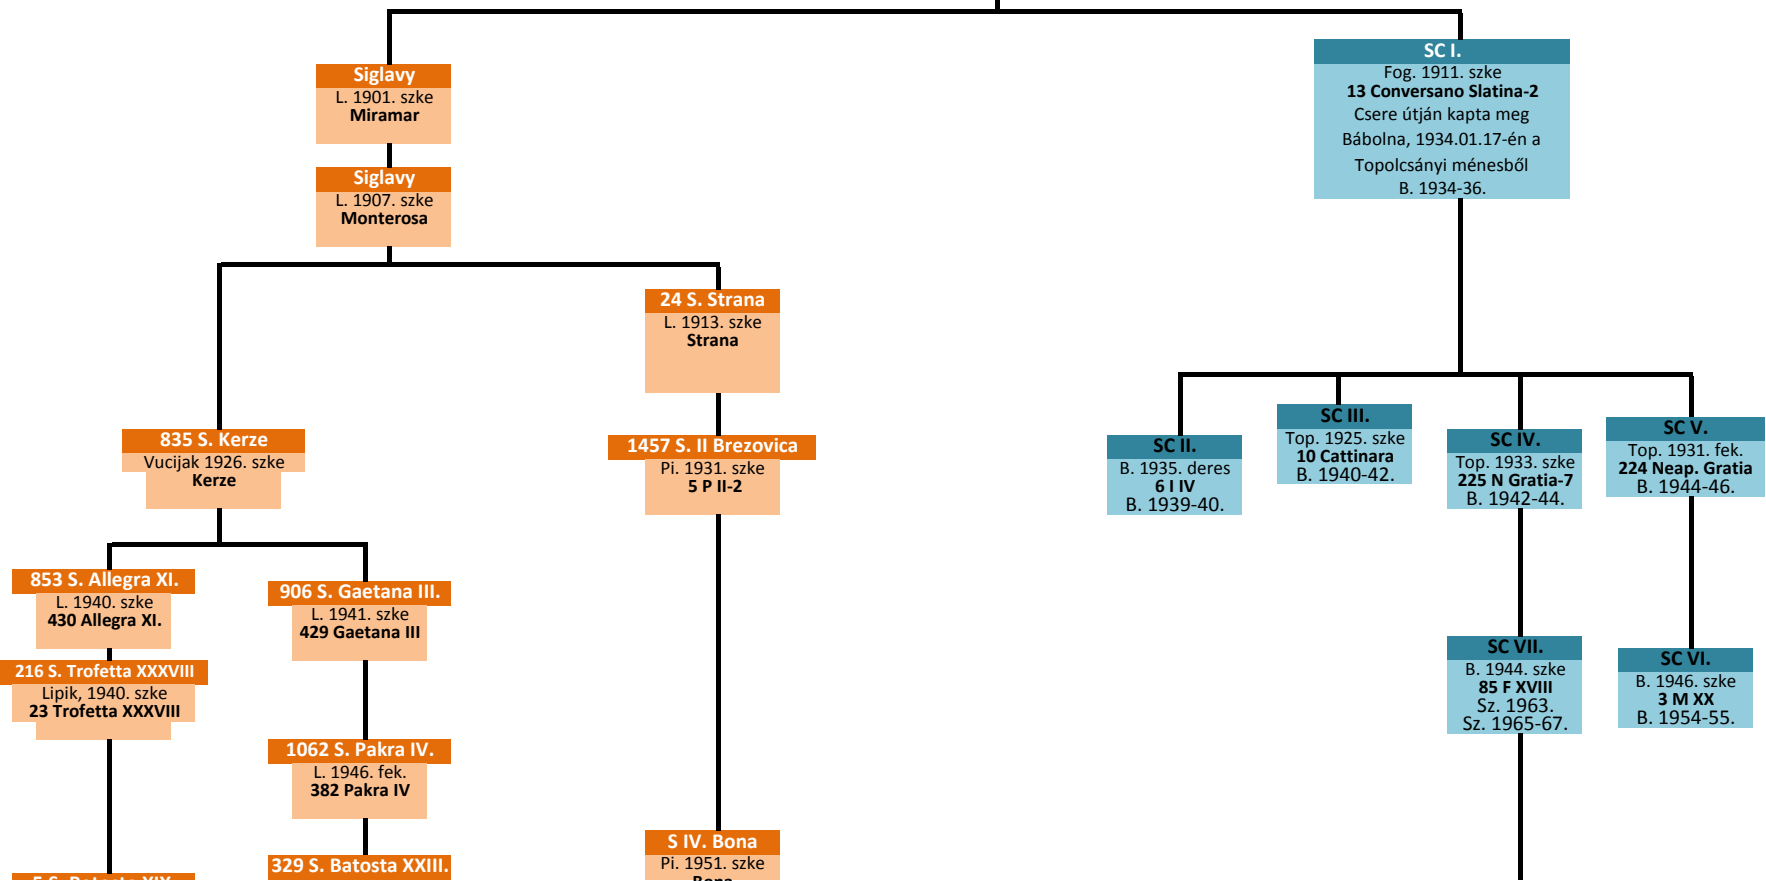 Siglavy
L. 1901. szke
Miramar
Siglavy
L. 1907. szke
Monterosa
SC I.
Fog. 1911. szke
13 Conversano Slatina-2
Csere útján kapta meg
Bábolna, 1934.01.17-én a
Topolcsányi ménesből
B. 1934-36.
24 S. Strana
L. 1913. szke
Strana
835 S. Kerze
Vucijak 1926. szke
Kerze
1457 S. II Brezovica
Pi. 1931. szke
5 P II-2
SC II.
B. 1935. deres
6 I IV
B. 1939-40.
SC III.
Top. 1925. szke
10 Cattinara
B. 1940-42.
SC IV.
Top. 1933. szke
225 N Gratia-7
B. 1942-44.
SC V.
Top. 1931. fek.
224 Neap. Gratia
B. 1944-46.
853 S. Allegra XI.
L. 1940. szke
430 Allegra XI.
906 S. Gaetana III.
L. 1941. szke
429 Gaetana III
216 S. Trofetta XXXVIII
Lipik, 1940. szke
23 Trofetta XXXVIII
SC VII.
B. 1944. szke
85 F XVIII
Sz. 1963.
Sz. 1965-67.
SC VI.
B. 1946. szke
3 M XX
B. 1954-55.
1062 S. Pakra IV.
L. 1946. fek.
382 Pakra IV
S IV. Bona
Pi. 1951. szke
Bona
329 S. Batosta XXIII.
5 S. Batosta XIX.